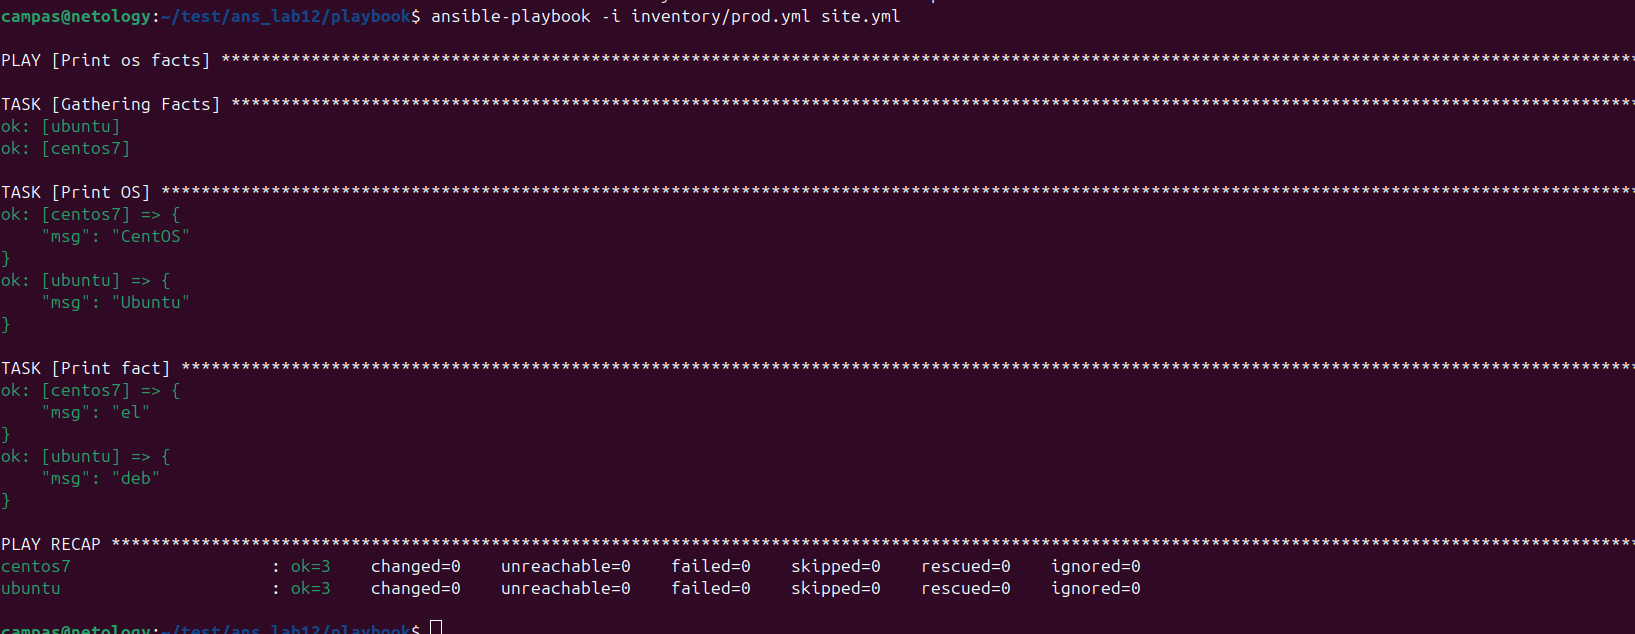 campas@netology:~/test/ans_lab12/playbook$ ansible-playbook -i inventory/prod.yml site.yml
PLAY [Print os facts] *********************************************************************************************************************************************
TASK [Gathering Facts] ********************************************************************************************************************************************
ok: [ubuntu]
ok: [centos7]
TASK [Print OS] ***************************************************************************************************************************************************
ok: [centos7] => {
    "msg": "CentOS"
}
ok: [ubuntu] => {
    "msg": "Ubuntu"
}
TASK [Print fact] *************************************************************************************************************************************************
ok: [centos7] => {
    "msg": "el"
}
ok: [ubuntu] => {
    "msg": "deb"
}
PLAY RECAP ********************************************************************************************************************************************************
centos7                    : ok=3    changed=0    unreachable=0    failed=0    skipped=0    rescued=0    ignored=0
ubuntu                     : ok=3    changed=0    unreachable=0    failed=0    skipped=0    rescued=0    ignored=0
campas@netology:~/test/ans_lab12/playbook$